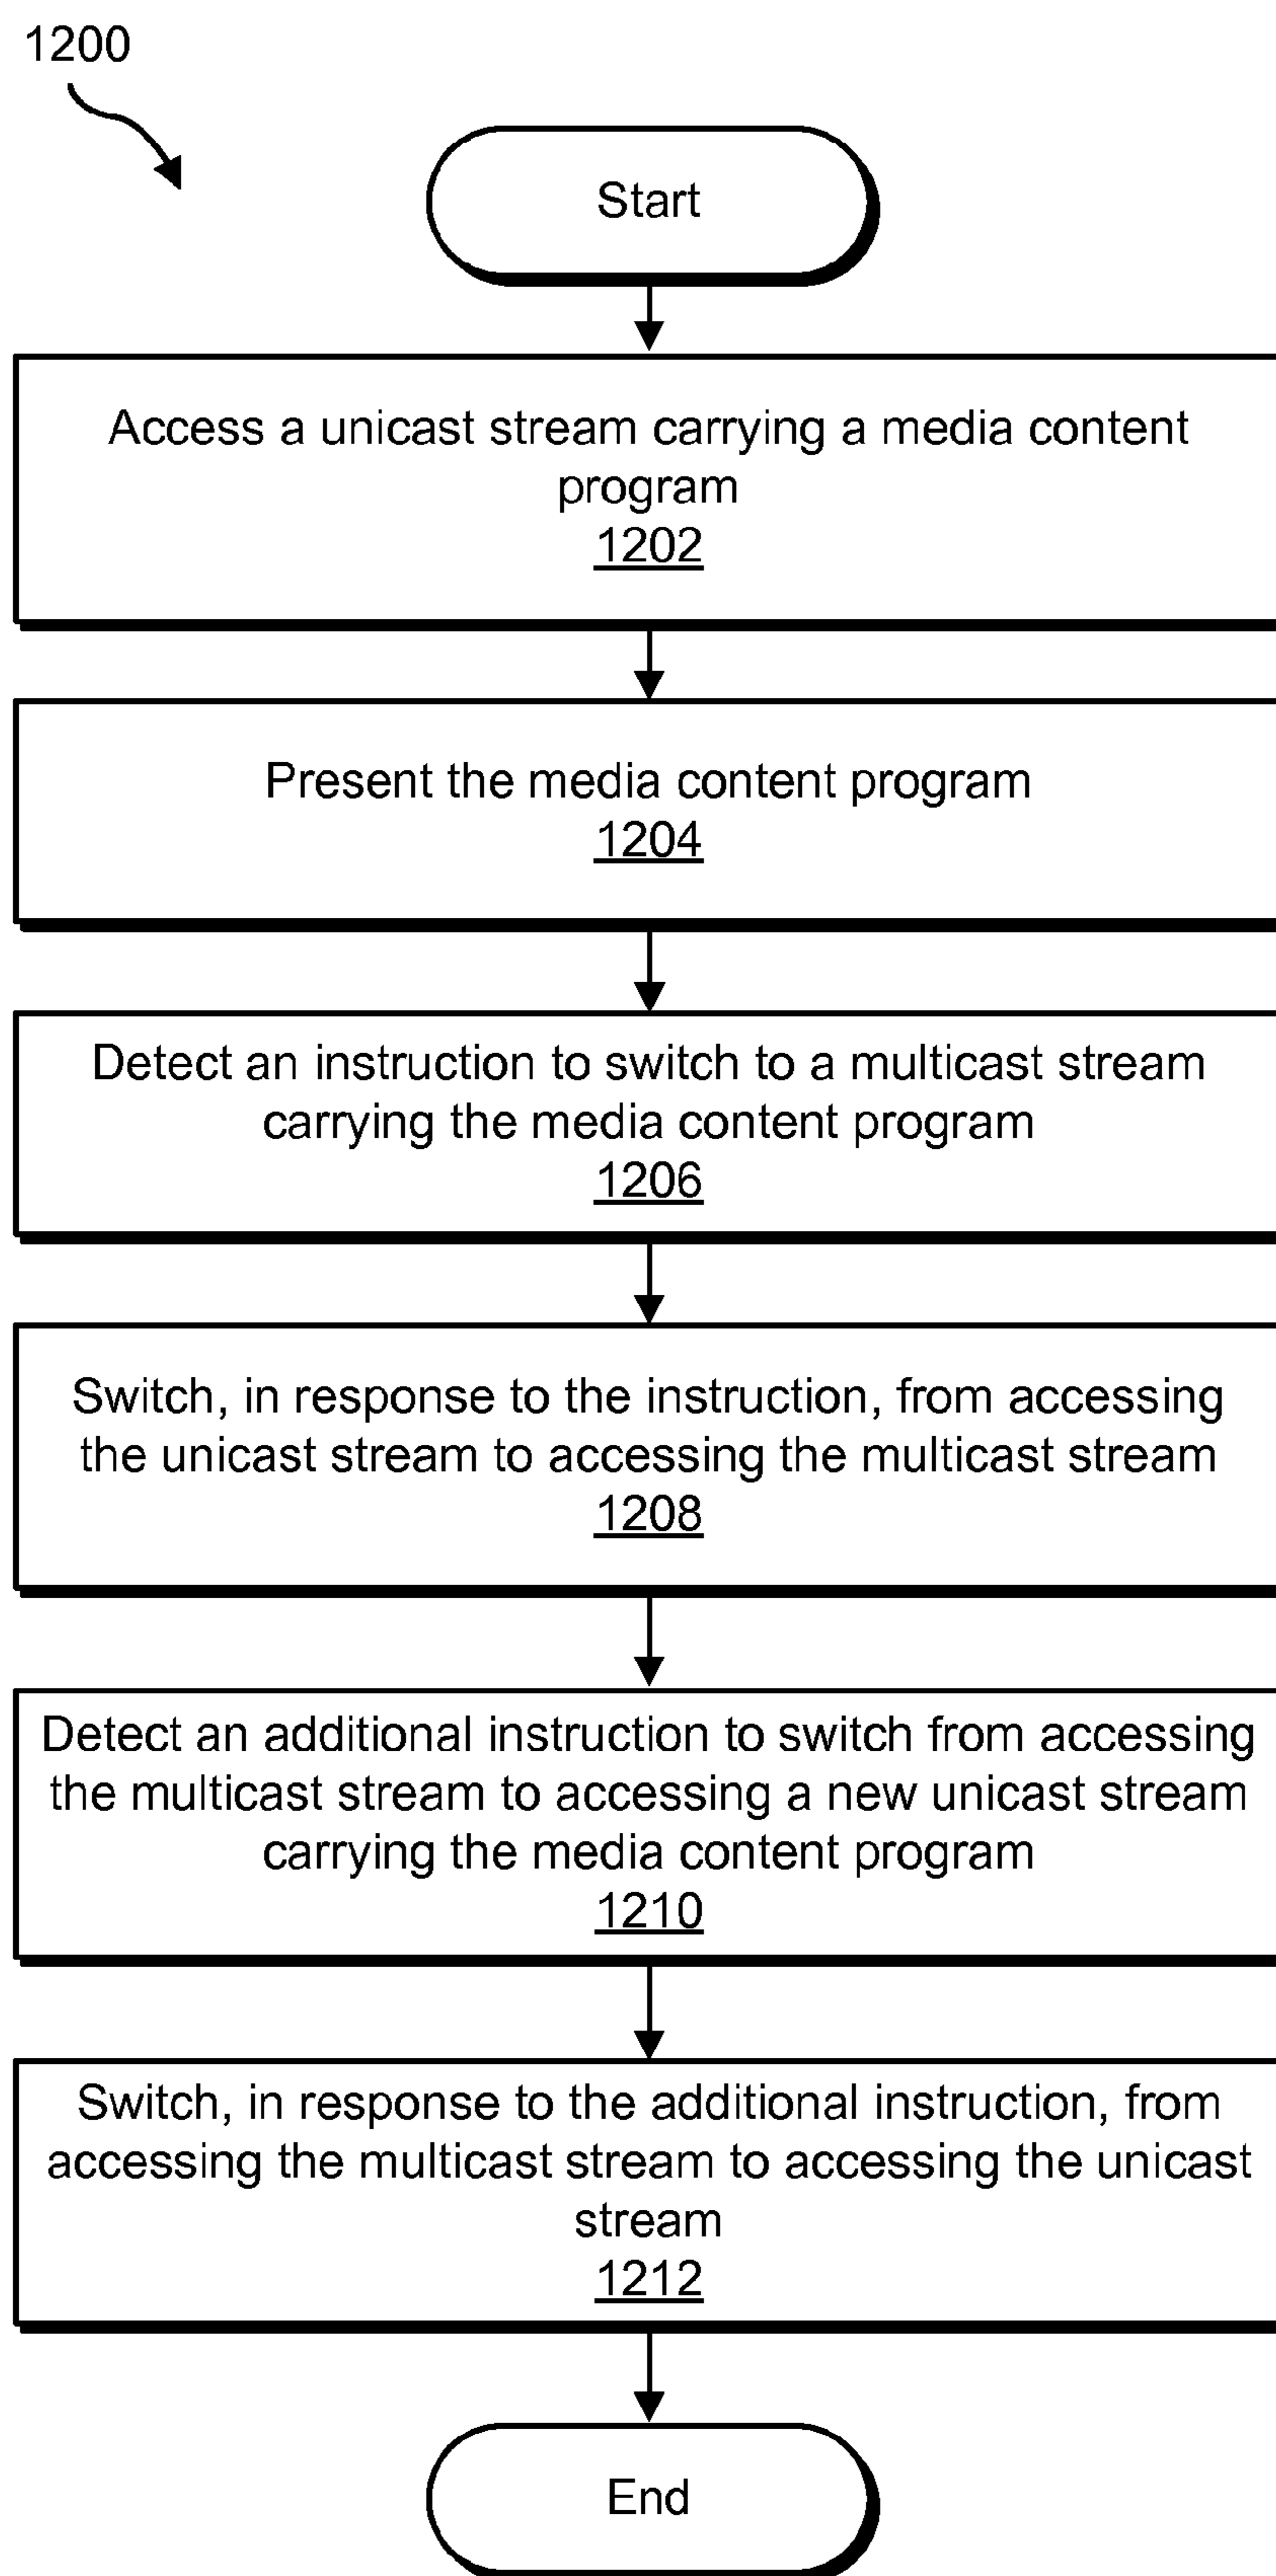 1200
Start
Access a unicast stream carrying a media content
program
1202
Present the media content program
1204
Detect an instruction to switch to a multicast stream
carrying the media content program
1206
Switch, in response to the instruction, from accessing
the unicast stream to accessing the multicast stream
1208
Detect an additional instruction to switch from accessing
the multicast stream to accessing a new unicast stream
carrying the media content program
1210
Switch, in response to the additional instruction, from
accessing the multicast stream to accessing the unicast
stream
1212
End